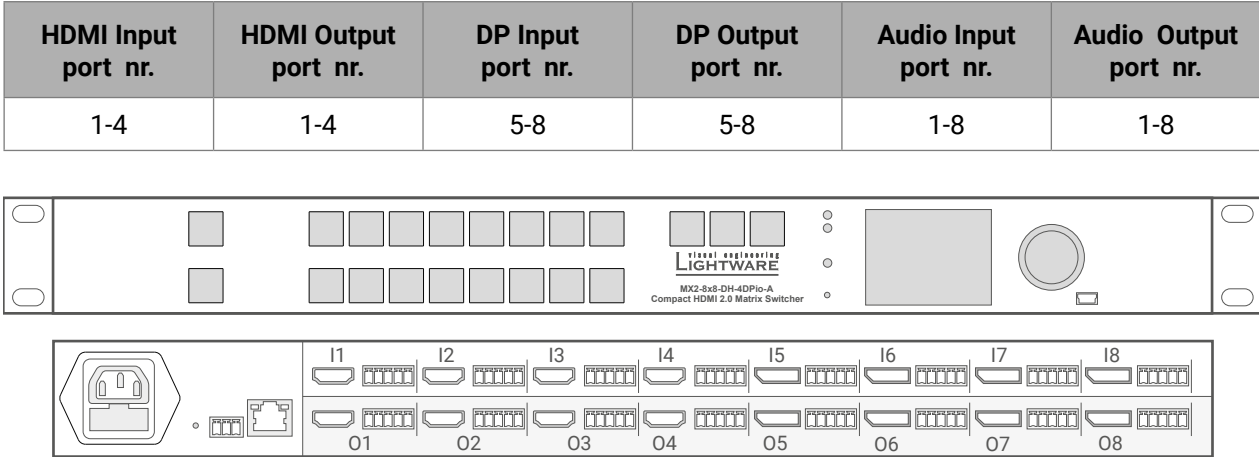 HDMI Input port nr. HDMI Output port nr. DP Input port nr. DP Output port nr. Audio Input port nr. Audio Output port nr.
1-4 1-4 5-8 5-8 1-8 1-8
visual engineering
LIGHTWARE
MX2-8x8-DH-4DPio-A
Compact HDMI 2.0 Matrix Switcher
I1 I2 I3 I4 I5 I6 I7 I8
O1 O2 O3 O4 O5 O6 O7 O8